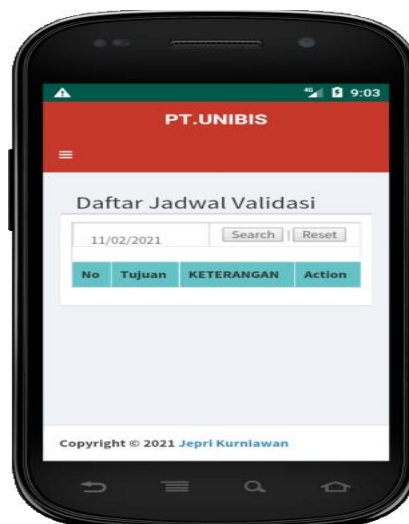 4G 9:03
PT.UNIBIS
Daftar Jadwal Validasi
11/02/2021 Search | Reset
No Tujuan KETERANGAN Action
Copyright © 2021 Jepri Kurniawan